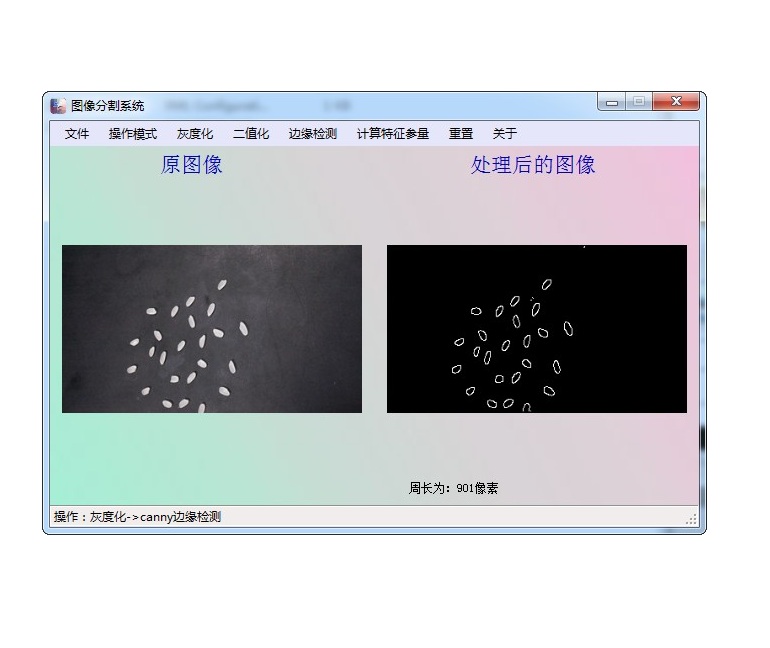 图像分割系统
文件 操作模式 灰度化 二值化 边缘检测 计算特征参量 重置 关于
原图像 处理后的图像
周长为：901像素
操作：灰度化->canny边缘检测